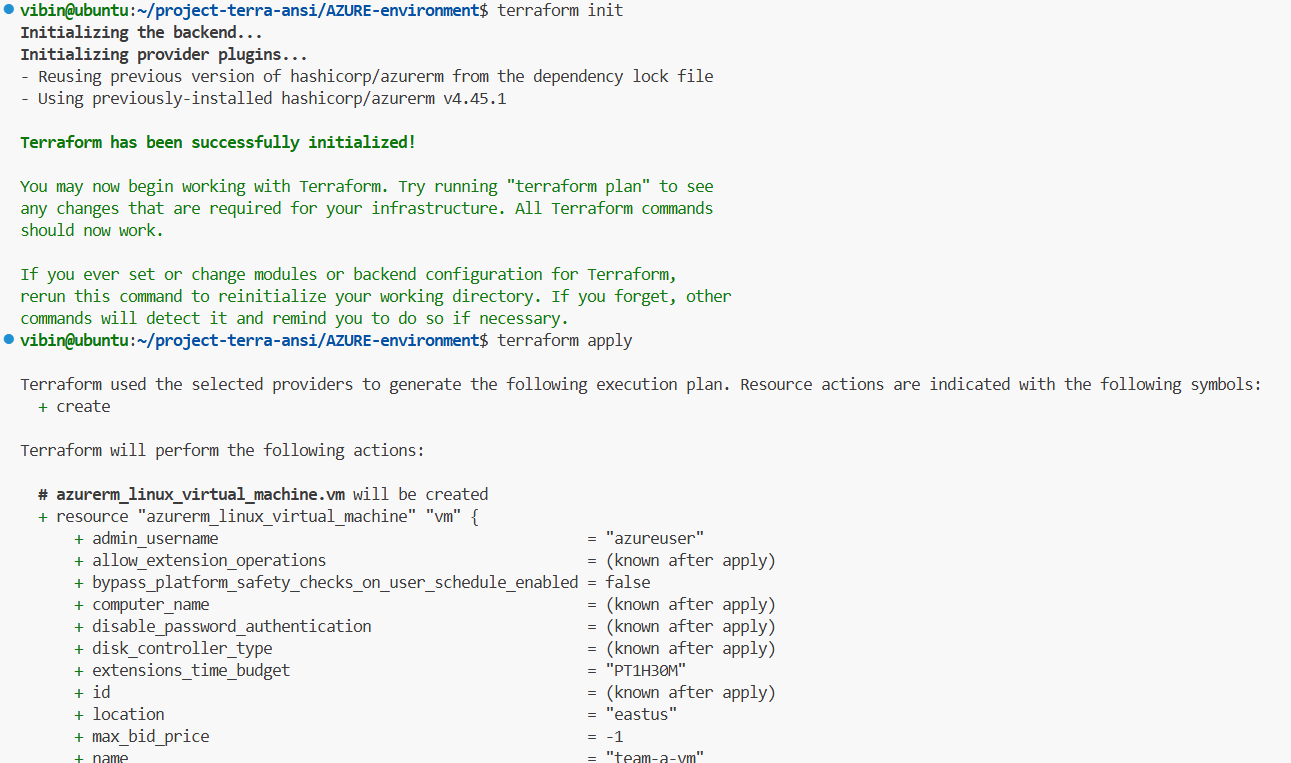 vibin@ubuntu:~/project-terra-ansi/AZURE-environment$ terraform init
Initializing the backend...
Initializing provider plugins...
- Reusing previous version of hashicorp/azurerm from the dependency lock file
- Using previously-installed hashicorp/azurerm v4.45.1
Terraform has been successfully initialized!
You may now begin working with Terraform. Try running "terraform plan" to see
any changes that are required for your infrastructure. All Terraform commands
should now work.
If you ever set or change modules or backend configuration for Terraform,
rerun this command to reinitialize your working directory. If you forget, other
commands will detect it and remind you to do so if necessary.
vibin@ubuntu:~/project-terra-ansi/AZURE-environment$ terraform apply
Terraform used the selected providers to generate the following execution plan. Resource actions are indicated with the following symbols:
+ create
Terraform will perform the following actions:
# azurerm_linux_virtual_machine.vm will be created
+ resource "azurerm_linux_virtual_machine" "vm" {
+ admin_username = "azureuser"
+ allow_extension_operations = (known after apply)
+ bypass_platform_safety_checks_on_user_schedule_enabled = false
+ computer_name = (known after apply)
+ disable_password_authentication = (known after apply)
+ disk_controller_type = (known after apply)
+ extensions_time_budget = "PT1H30M"
+ id = (known after apply)
+ location = "eastus"
+ max_bid_price = -1
+ name = "team-a-vm"